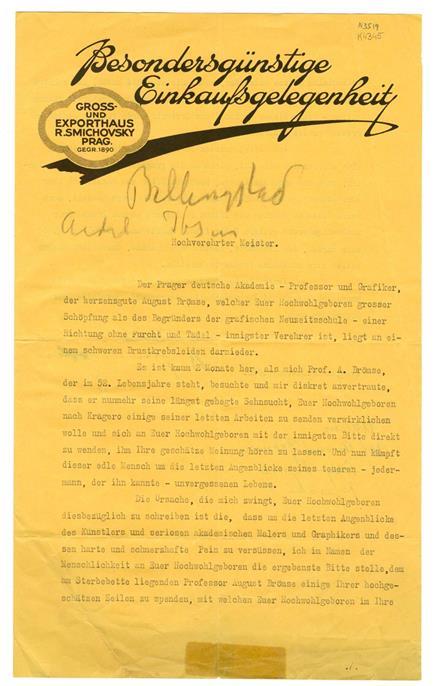 N3519
K4345
Besondersgünstige
Einkaufsgelegenheit
GROSS-
UND
EXPORTHAUS
R.SMICHOVSKY
PRAG.
GEGR.1890
Hochverehrter Meister.
Der Prager deutsche Akademie - Professor und Grafiker,
der herzensgute August Brömse, welcher Euer Hochwohlgeboren grosser
Schöpfung als des Begründers der grafischen Neuzeitsschule - einer
Richtung ohne Furcht und Tadel - innigster Verehrer ist, liegt an ei-
nem schweren Brustkrebsleiden darnieder.
Es ist kaum 2 Monate her, als mich Prof. A. Brömse,
der im 52. Lebensjahre steht, besuchte und mir diskret anvertraute,
dass er nunmehr seine längst gehegte Sehnsucht, Euer Hochwohlgeboren
nach Kragerö einige seiner letzten Arbeiten zu senden verwirklichen
wolle und sich an Euer Hochwohlgeboren mit der innigsten Bitte direkt
zu wenden, ihm Ihre geschätze Meinung hören zu lassen. Und nun kämpft
dieser edle Mensch um die letzten Augenblicke seines teueren - jeder-
mann, der ihn kannte - unvergessenen Lebens.
Die Ursache, die mich zwingt, Euer Hochwohlgeboren
diesbezüglich zu schreiben ist die, dass um die letzten Augenblicke
des Künstlers und seriosen akademischen Malers und Graphikers und des-
sen harte und schmerzhafte Pein zu versüssen, ich im Namen der
Menschlichkeit an Euer Hochwohlgeboren die ergebenste Bitte stelle,dem
am Sterbebette liegenden Professor August Brömse einige Ihrer hochge-
schätzen Zeilen zu spenden, mit welchen Euer Hochwohlgeboren im Ihre
./.